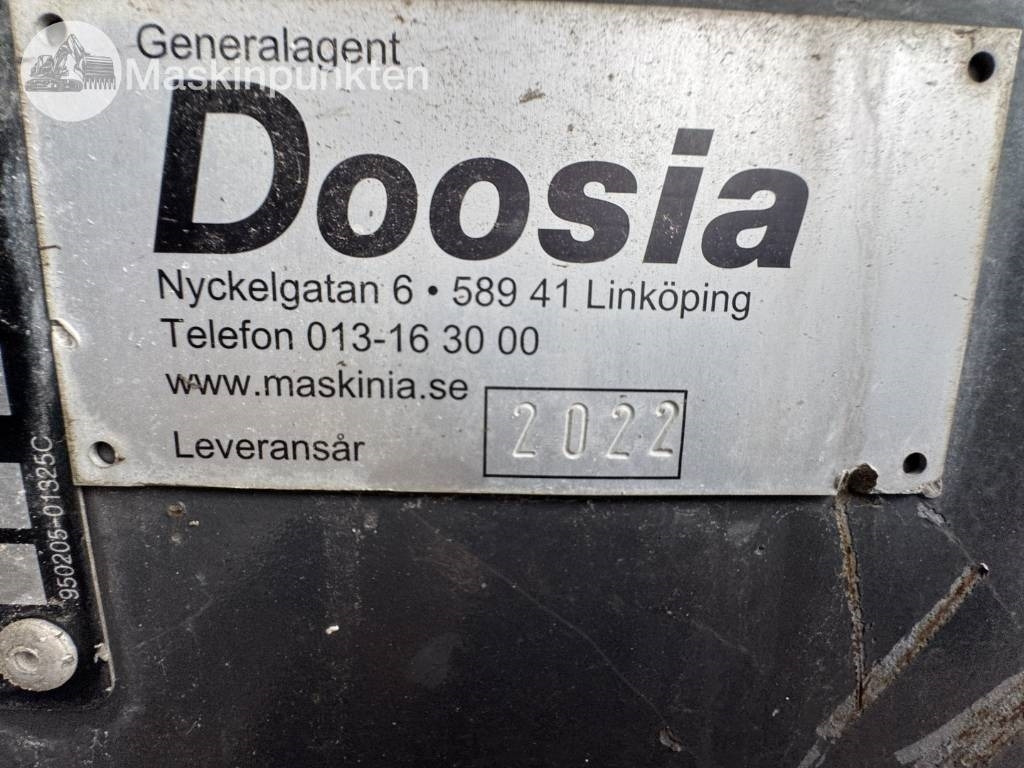 Generalagent
Maskinpunkten
Doosia
Nyckelgatan 6 • 589 41 Linköping
Telefon 013-16 30 00
www.maskinia.se
Leveransår 2022
950205-01325C